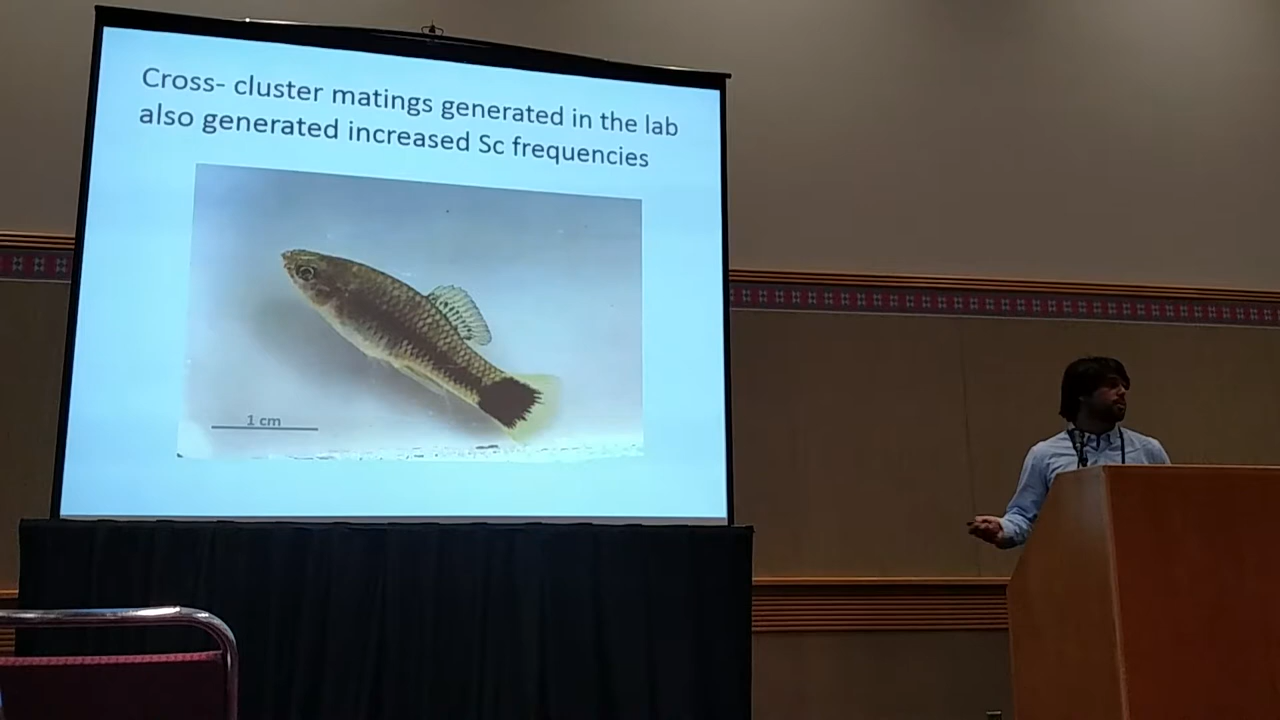 Cross- cluster matings generated in the lab
also generated increased Sc frequencies
1 cm